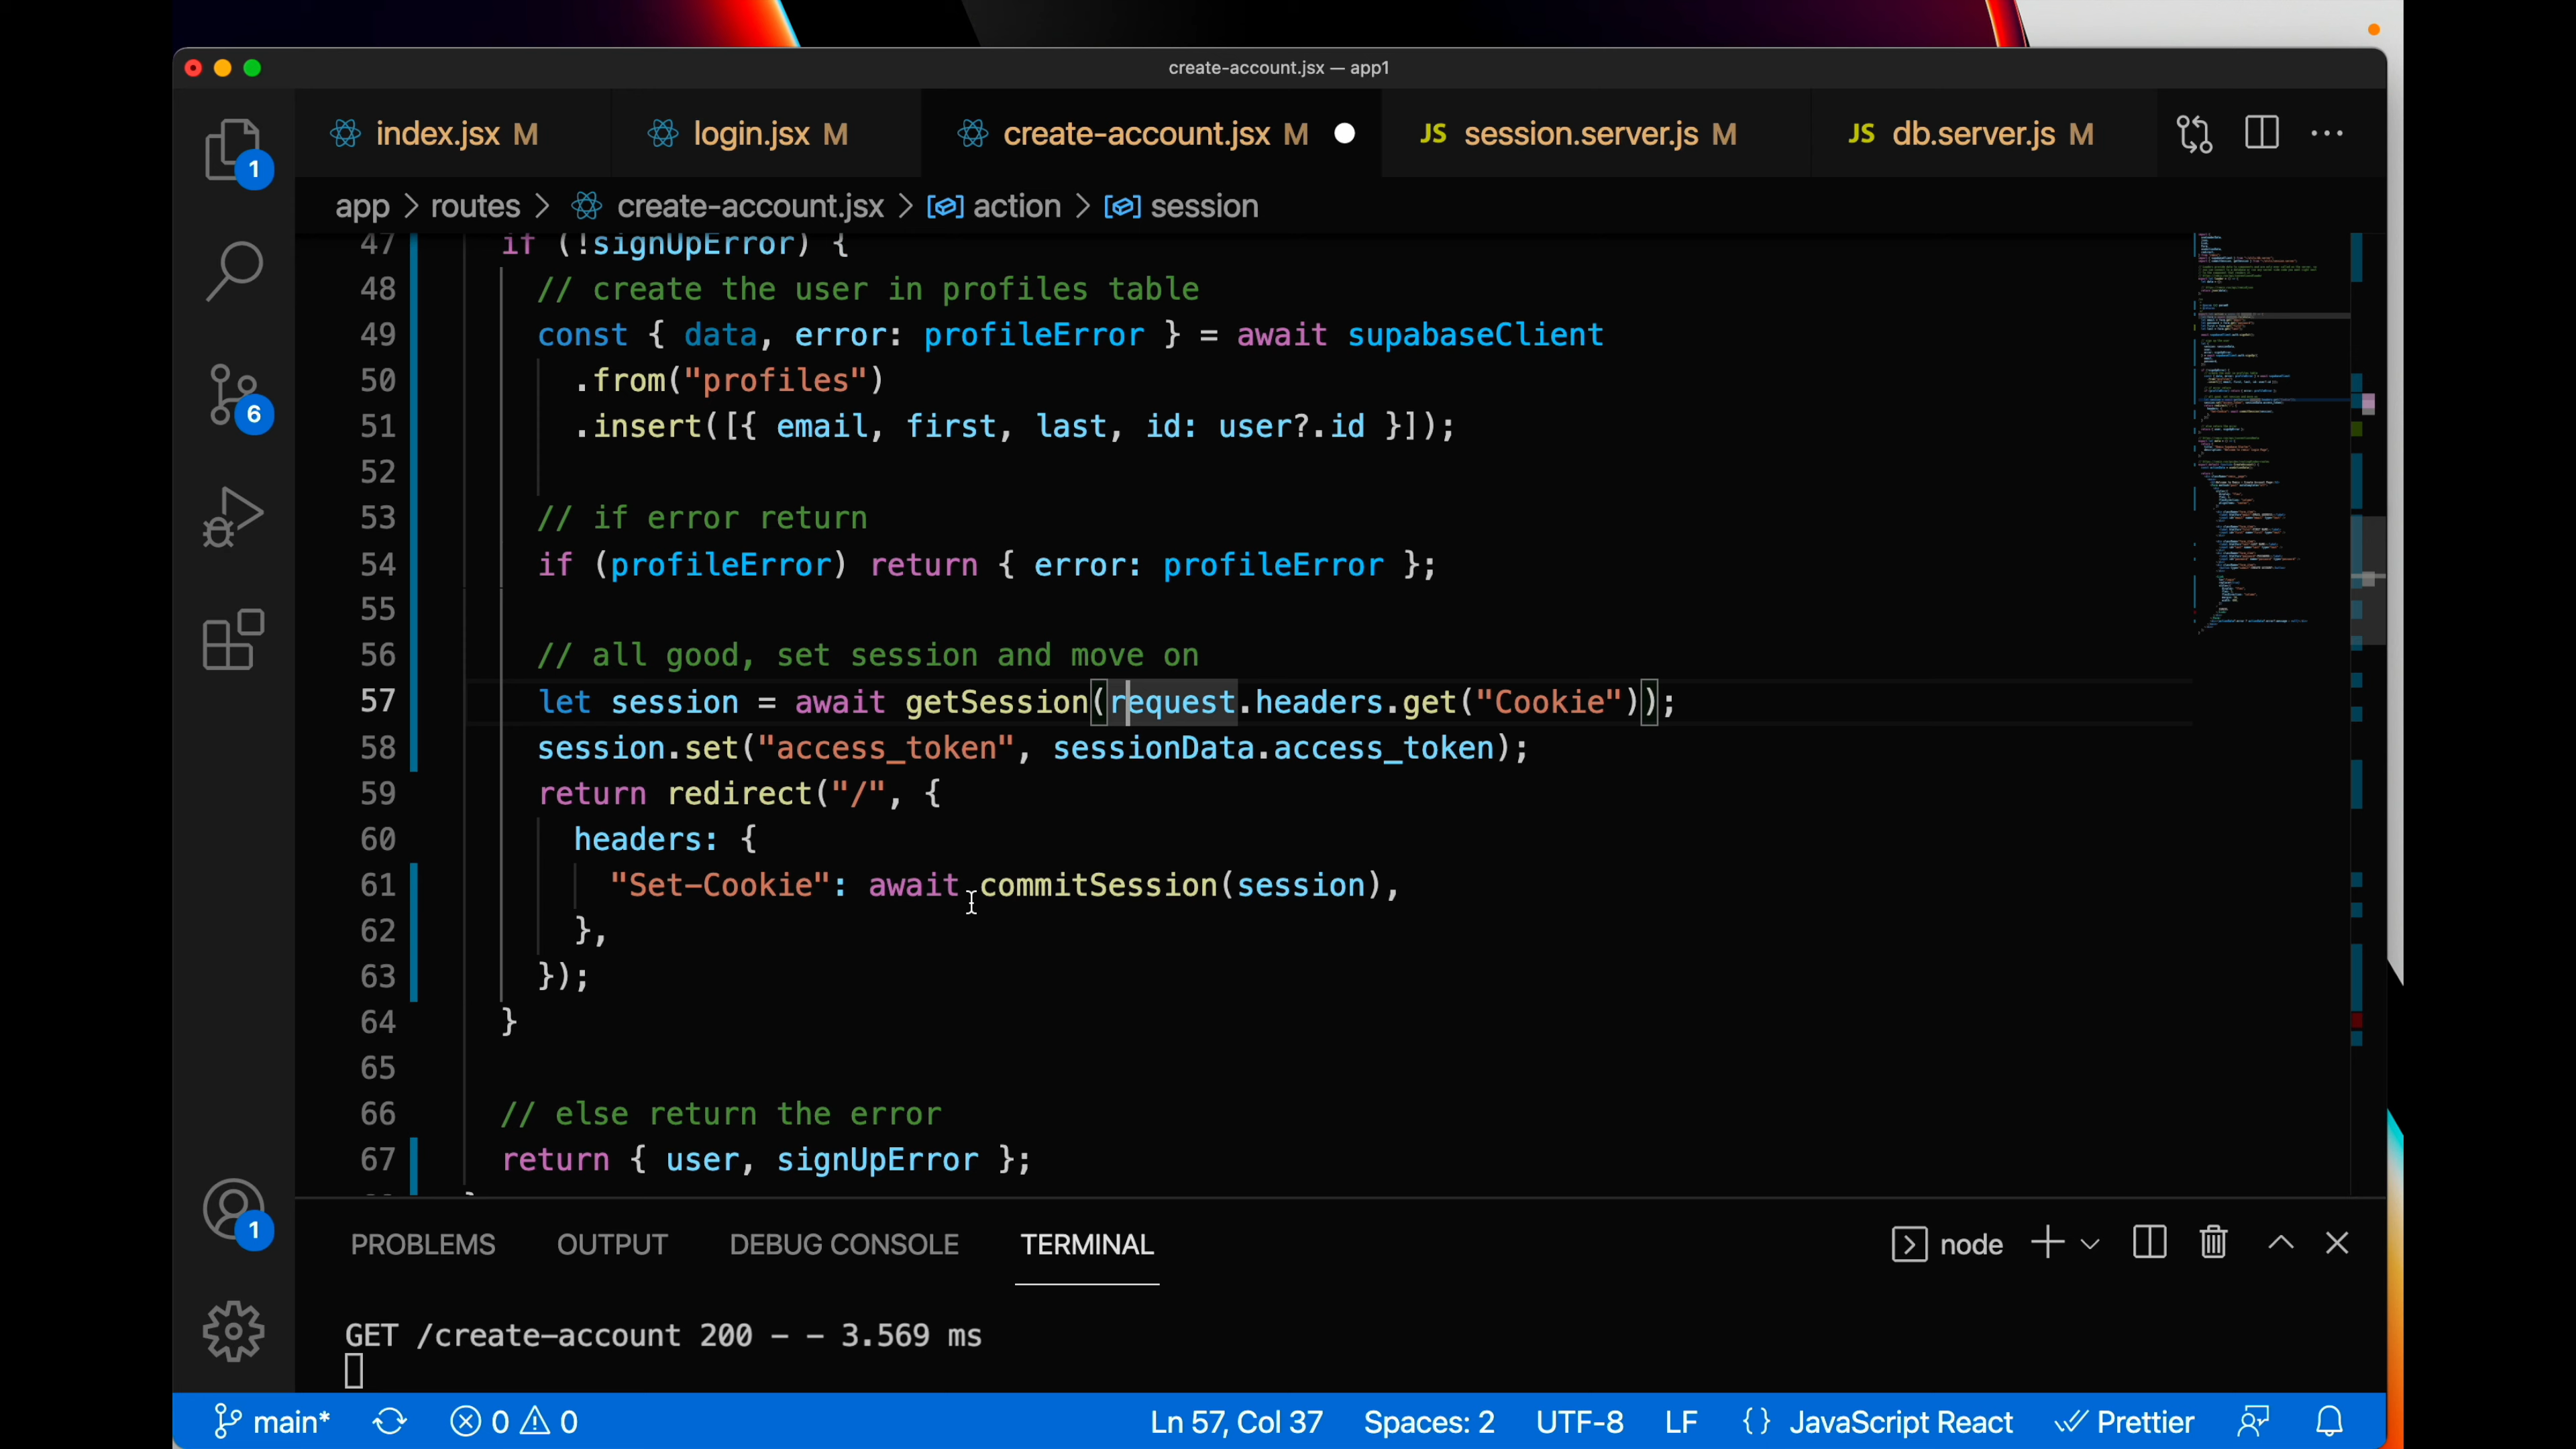 create-account.jsx — app1
index.jsx M
login.jsx M
create-account.jsx M
JS session.server.js M
JS db.server.js M
app > routes > create-account.jsx > action > session
47 if (!signUpError) {
48 // create the user in profiles table
49 const { data, error: profileError } = await supabaseClient
50 .from("profiles")
51 .insert([{ email, first, last, id: user?.id }]);
52
53 // if error return
54 if (profileError) return { error: profileError };
55
56 // all good, set session and move on
57 let session = await getSession(request.headers.get("Cookie"));
58 session.set("access_token", sessionData.access_token);
59 return redirect("/", {
60 headers: {
61 "Set-Cookie": await commitSession(session),
62 },
63 });
64 }
65
66 // else return the error
67 return { user, signUpError };
1
6
1
PROBLEMS OUTPUT DEBUG CONSOLE TERMINAL
node
GET /create-account 200 - - 3.569 ms
main* 0 0 Ln 57, Col 37 Spaces: 2 UTF-8 LF {} JavaScript React Prettier